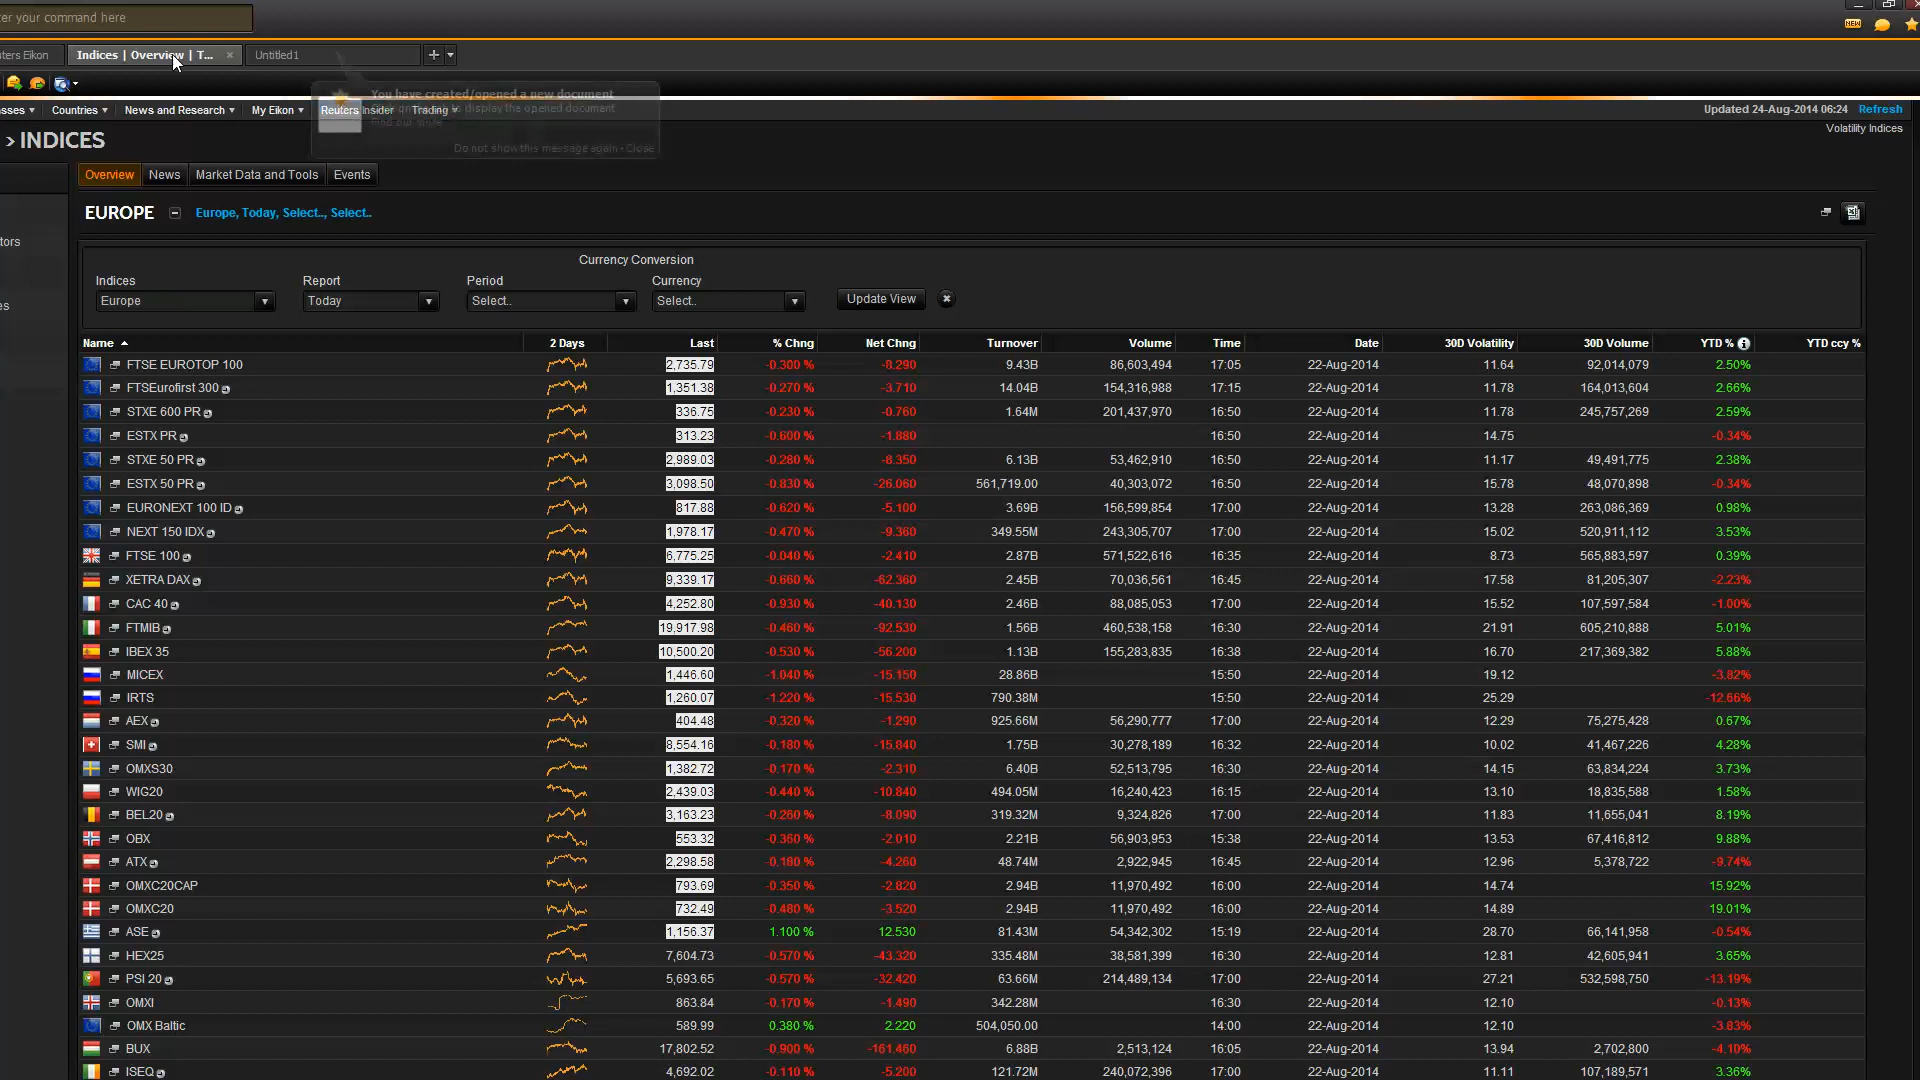 er your command here
NEW
ters Eikon
Indices | Overview | T...
Untitled1
You have created/opened a new document
to display the opened document
sses Countries News and Research My Eikon Reuters Insider Trading
Do not show this message again - Close
Updated 24-Aug-2014 06:24 Refresh
> INDICES
Volatility Indices
Overview News Market Data and Tools Events
EUROPE Europe, Today, Select.., Select..
tors
Currency Conversion
Indices Report Period Currency
es
Europe Today Select.. Select.. Update View
Name 2 Days Last % Chng Net Chng Turnover Volume Time Date 30D Volatility 30D Volume YTD % YTD ccy %
FTSE EUROTOP 100 2,735.79 -0.300 % -8.290 9.43B 86,603,494 17:05 22-Aug-2014 11.64 92,014,079 2.50%
FTSEurofirst 300 1,351.38 -0.270 % -3.710 14.04B 154,316,988 17:15 22-Aug-2014 11.78 164,013,604 2.66%
STXE 600 PR 336.75 -0.230 % -0.760 1.64M 201,437,970 16:50 22-Aug-2014 11.78 245,757,269 2.59%
ESTX PR 313.23 -0.600 % -1.880 16:50 22-Aug-2014 14.75 -0.34%
STXE 50 PR 2,989.03 -0.280 % -8.350 6.13B 53,462,910 16:50 22-Aug-2014 11.17 49,491,775 2.38%
ESTX 50 PR 3,098.50 -0.830 % -26.060 561,719.00 40,303,072 16:50 22-Aug-2014 15.78 48,070,898 -0.34%
EURONEXT 100 ID 817.88 -0.620 % -5.100 3.69B 156,599,854 17:00 22-Aug-2014 13.28 263,086,369 0.98%
NEXT 150 IDX 1,978.17 -0.470 % -9.360 349.55M 243,305,707 17:00 22-Aug-2014 15.02 520,911,112 3.53%
FTSE 100 6,775.25 -0.040 % -2.410 2.87B 571,522,616 16:35 22-Aug-2014 8.73 565,883,597 0.39%
XETRA DAX 9,339.17 -0.660 % -62.360 2.45B 70,036,561 16:45 22-Aug-2014 17.58 81,205,307 -2.23%
CAC 40 4,252.80 -0.930 % -40.130 2.46B 88,085,053 17:00 22-Aug-2014 15.52 107,597,584 -1.00%
FTMIB 19,917.98 -0.460 % -92.530 1.56B 460,538,158 16:30 22-Aug-2014 21.91 605,210,888 5.01%
IBEX 35 10,500.20 -0.530 % -56.200 1.13B 155,283,835 16:38 22-Aug-2014 16.70 217,369,382 5.88%
MICEX 1,446.60 -1.040 % -15.150 28.86B 15:50 22-Aug-2014 19.12 -3.82%
IRTS 1,260.07 -1.220 % -15.530 790.38M 15:50 22-Aug-2014 25.29 -12.66%
AEX 404.48 -0.320 % -1.290 925.66M 56,290,777 17:00 22-Aug-2014 12.29 75,275,428 0.67%
SMI 8,554.16 -0.180 % -15.840 1.75B 30,278,189 16:32 22-Aug-2014 10.02 41,467,226 4.28%
OMXS30 1,382.72 -0.170 % -2.310 6.40B 52,513,795 16:30 22-Aug-2014 14.15 63,834,224 3.73%
WIG20 2,439.03 -0.440 % -10.840 494.05M 16,240,423 16:15 22-Aug-2014 13.10 18,835,588 1.58%
BEL20 3,163.23 -0.260 % -8.090 319.32M 9,324,826 17:00 22-Aug-2014 11.83 11,655,041 8.19%
OBX 553.32 -0.360 % -2.010 2.21B 56,903,953 15:38 22-Aug-2014 13.53 67,416,812 9.88%
ATX 2,298.58 -0.180 % -4.260 48.74M 2,922,945 16:45 22-Aug-2014 12.96 5,378,722 -9.74%
OMXC20CAP 793.69 -0.350 % -2.820 2.94B 11,970,492 16:00 22-Aug-2014 14.74 15.92%
OMXC20 732.49 -0.480 % -3.520 2.94B 11,970,492 16:00 22-Aug-2014 14.89 19.01%
ASE 1,156.37 1.100 % 12.530 81.43M 54,342,302 15:19 22-Aug-2014 28.70 66,141,958 -0.54%
HEX25 7,604.73 -0.570 % -43.320 335.48M 38,581,399 16:30 22-Aug-2014 12.81 42,605,941 3.65%
PSI 20 5,693.65 -0.570 % -32.420 63.66M 214,489,134 17:00 22-Aug-2014 27.21 532,598,750 -13.19%
OMXI 863.84 -0.170 % -1.490 342.28M 16:30 22-Aug-2014 12.10 -0.13%
OMX Baltic 589.99 0.380 % 2.220 504,050.00 14:00 22-Aug-2014 12.10 -3.83%
BUX 17,802.52 -0.900 % -161.460 6.88B 2,513,124 16:05 22-Aug-2014 13.94 2,702,800 -4.10%
ISEQ 4,692.02 -0.110 % -5.200 121.72M 240,072,396 17:00 22-Aug-2014 11.11 107,189,571 3.36%